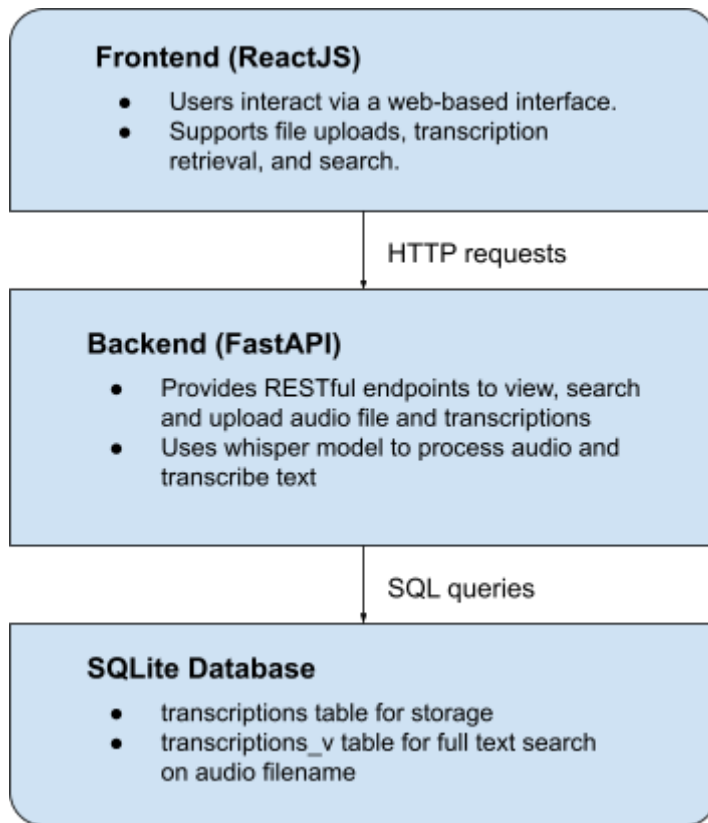 Frontend (ReactJS)
● Users interact via a web-based interface.
● Supports file uploads, transcription
retrieval, and search.
HTTP requests
Backend (FastAPI)
● Provides RESTful endpoints to view, search
and upload audio file and transcriptions
● Uses whisper model to process audio and
transcribe text
SQL queries
SQLite Database
● transcriptions table for storage
● transcriptions_v table for full text search
on audio filename